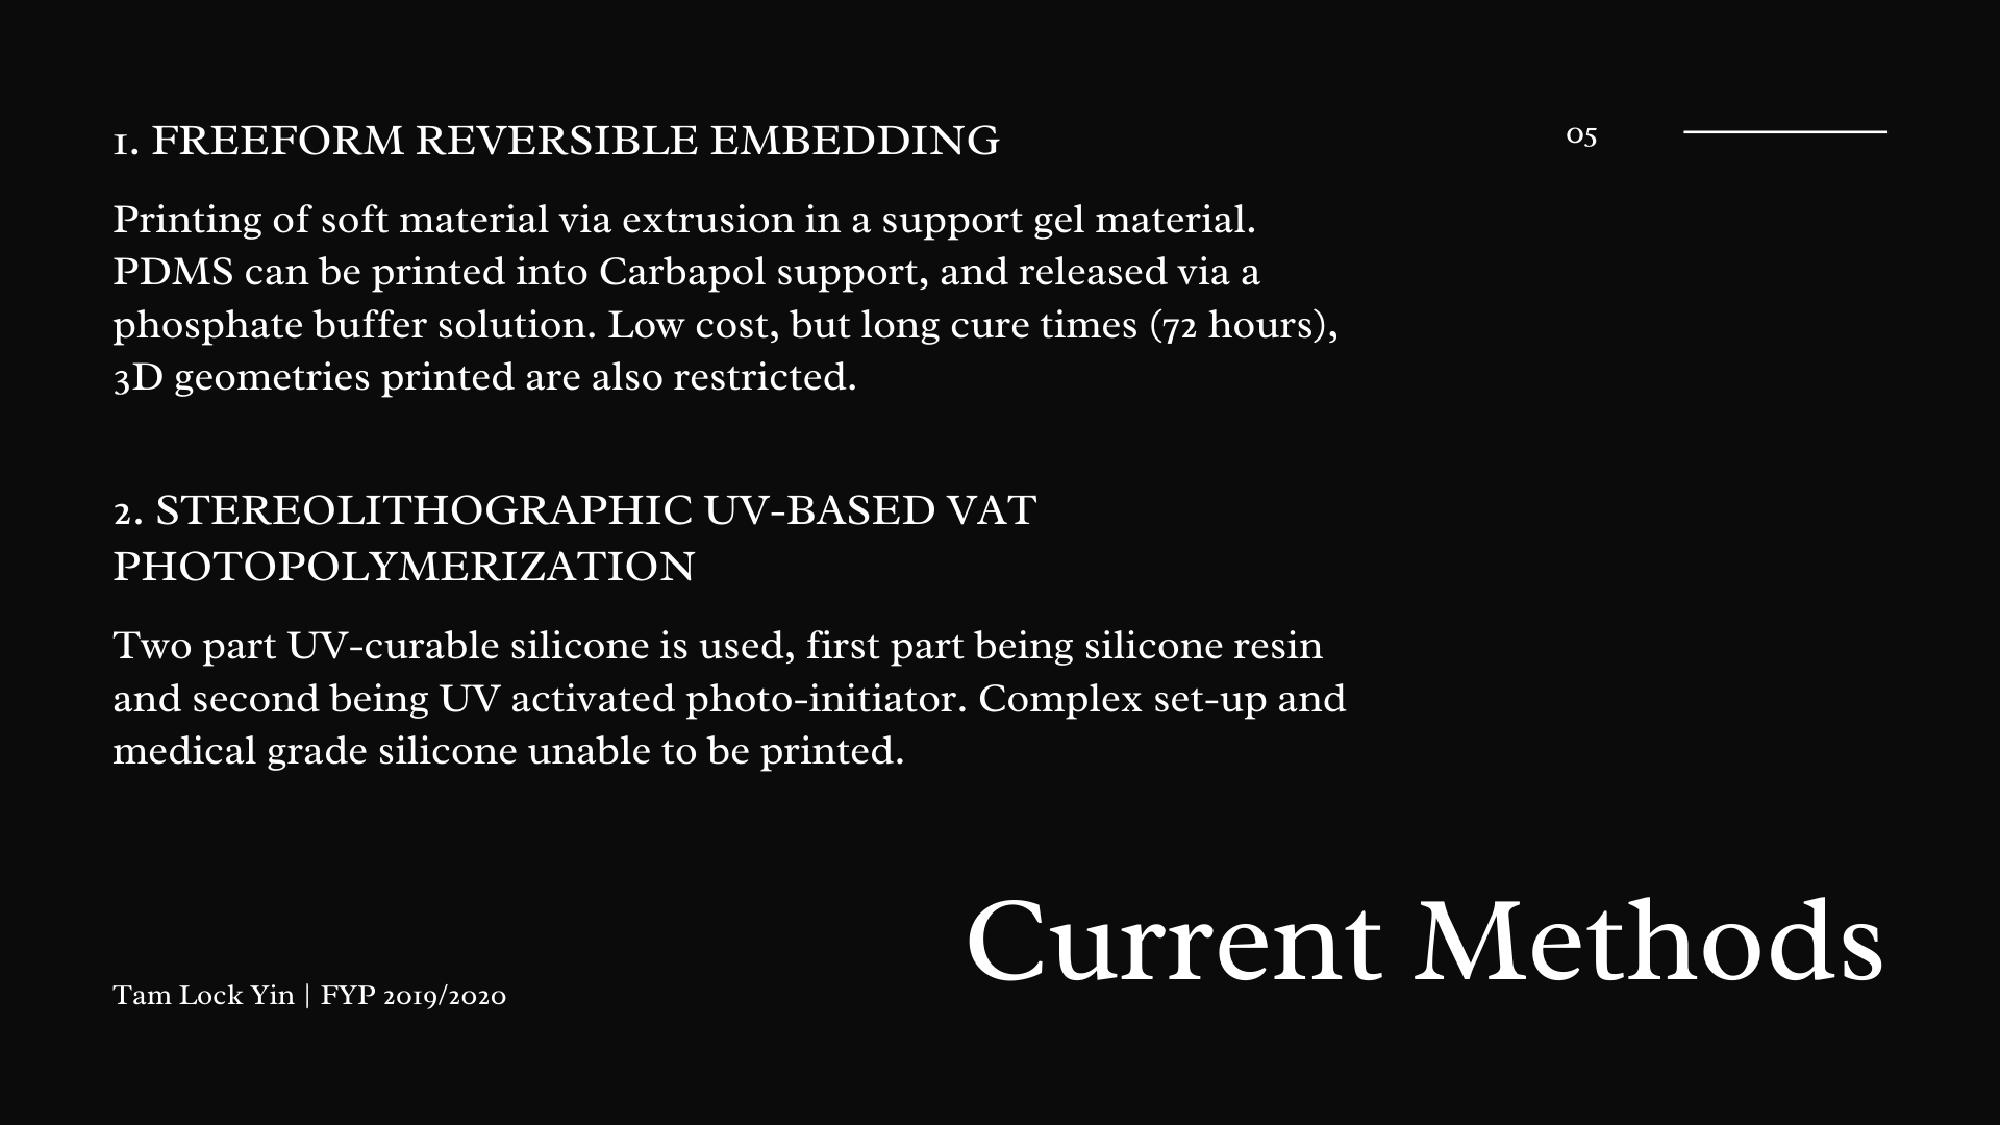 1. FREEFORM REVERSIBLE EMBEDDING
05
Printing of soft material via extrusion in a support gel material.
PDMS can be printed into Carbapol support, and released via a
phosphate buffer solution. Low cost, but long cure times (72 hours),
3D geometries printed are also restricted.
2. STEREOLITHOGRAPHIC UV-BASED VAT
PHOTOPOLYMERIZATION
Two part UV-curable silicone is used, first part being silicone resin
and second being UV activated photo-initiator. Complex set-up and
medical grade silicone unable to be printed.
Current Methods
Tam Lock Yin | FYP 2019/2020